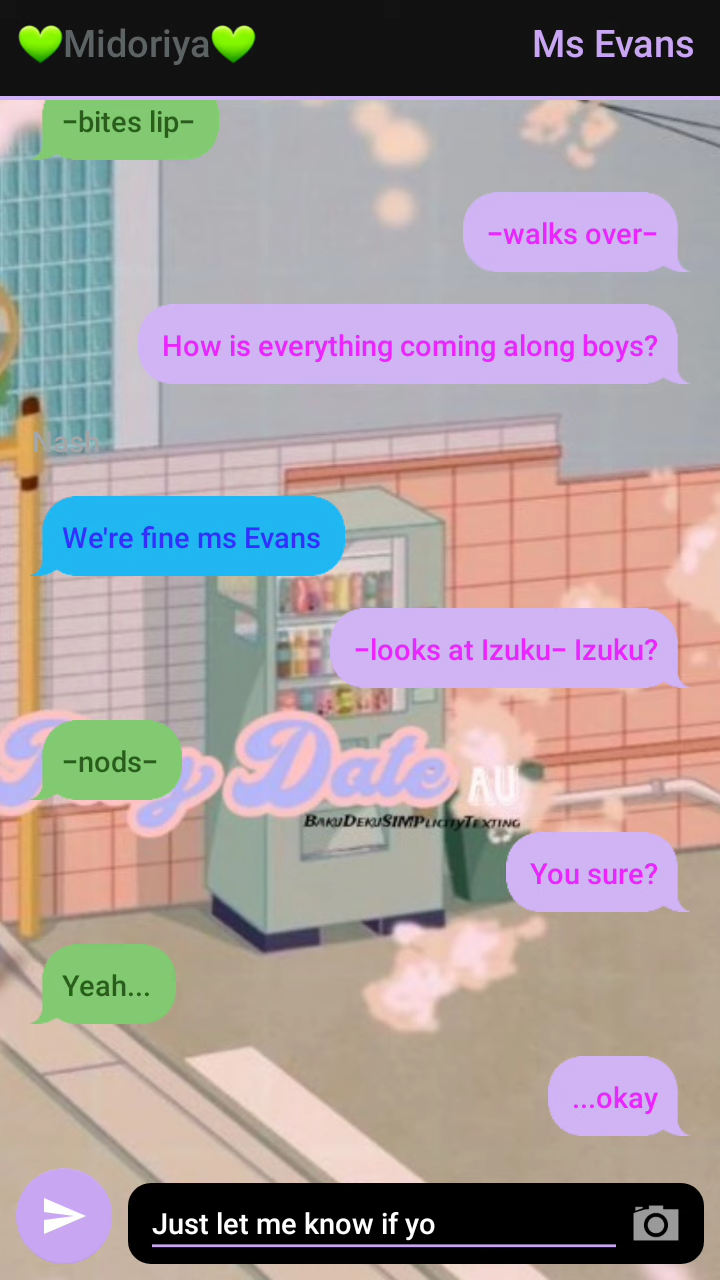 💚Midoriya💚 Ms Evans
–bites lip–
–walks over–
How is everything coming along boys?
Nash
We're fine ms Evans
–looks at Izuku– Izuku?
–nods–
Date AU
BAKUDEKUSIMPLICITYTEXTING
You sure?
Yeah...
...okay
Just let me know if yo